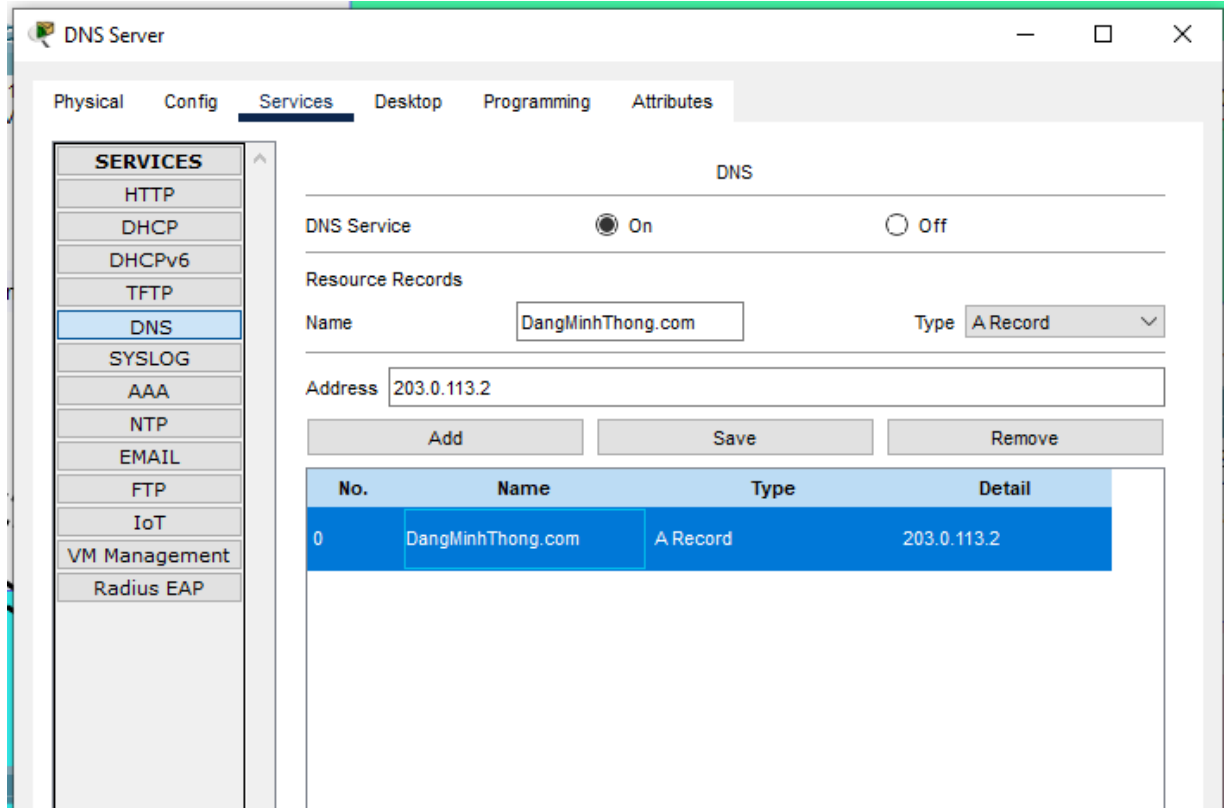 DNS Server
Physical Config Services Desktop Programming Attributes
SERVICES
HTTP
DHCP
DHCPv6
TFTP
DNS
SYSLOG
AAA
NTP
EMAIL
FTP
IoT
VM Management
Radius EAP
DNS
DNS Service On Off
Resource Records
Name DangMinhThong.com Type A Record
Address 203.0.113.2
Add Save Remove
No. Name Type Detail
0 DangMinhThong.com A Record 203.0.113.2